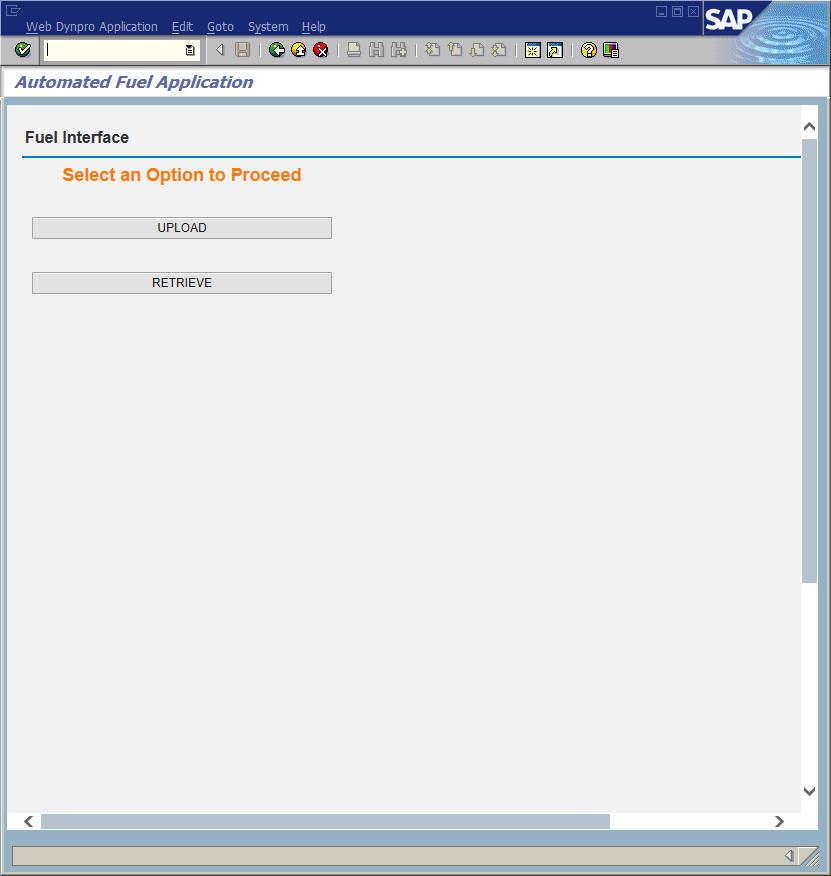 Web Dynpro Application Edit Goto System Help
SAP
Automated Fuel Application
Fuel Interface
Select an Option to Proceed
UPLOAD
RETRIEVE